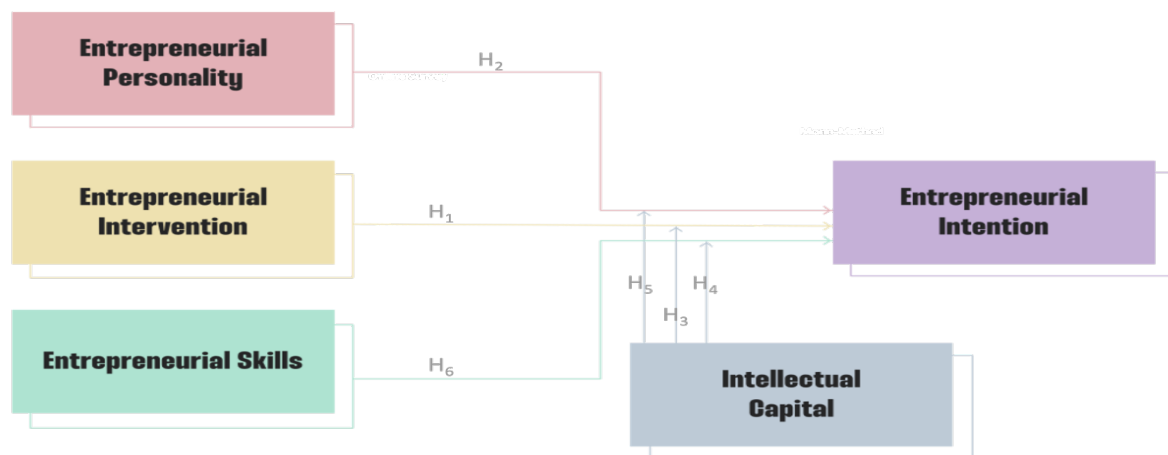 Entrepreneurial
Personality
H2
Entrepreneurial
Intervention
H1
Entrepreneurial
Intention
H5
H4
H3
Entrepreneurial Skills
H6
Intellectual
Capital